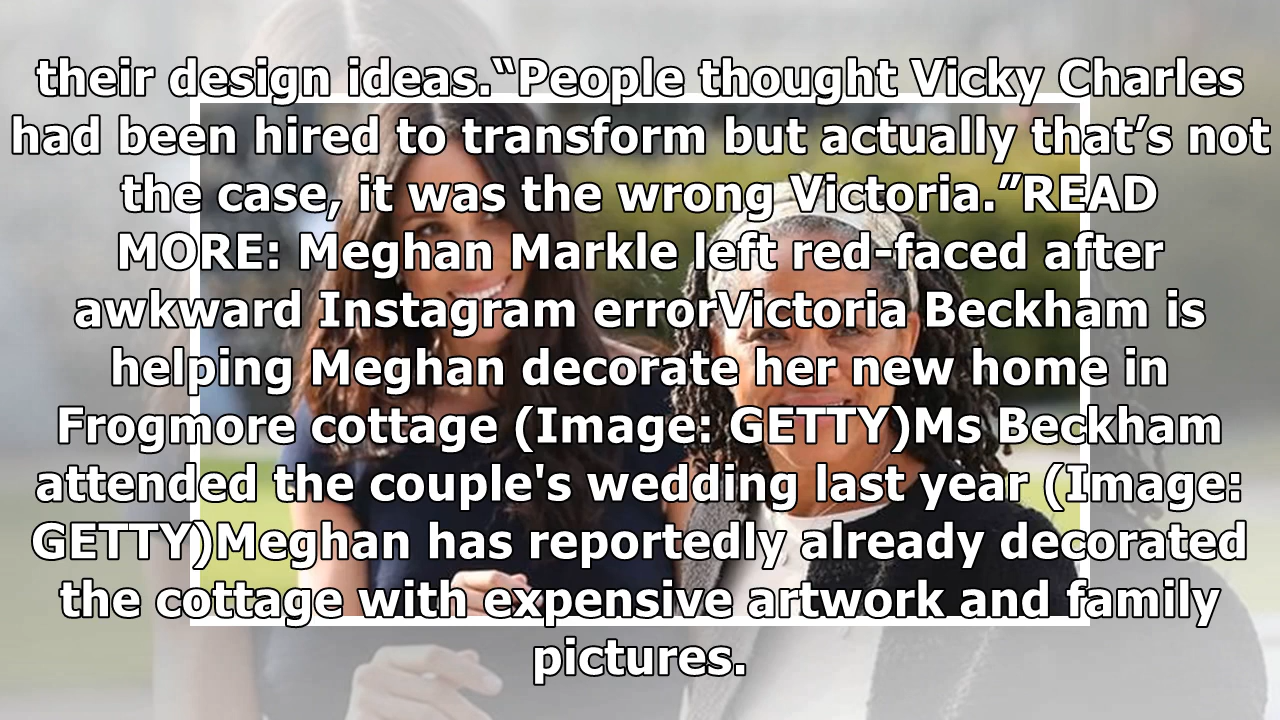 their design ideas.“People thought Vicky Charles
had been hired to transform but actually that’s not
the case, it was the wrong Victoria.”READ
MORE: Meghan Markle left red-faced after
awkward Instagram errorVictoria Beckham is
helping Meghan decorate her new home in
Frogmore cottage (Image: GETTY)Ms Beckham
attended the couple's wedding last year (Image:
GETTY)Meghan has reportedly already decorated
the cottage with expensive artwork and family
pictures.